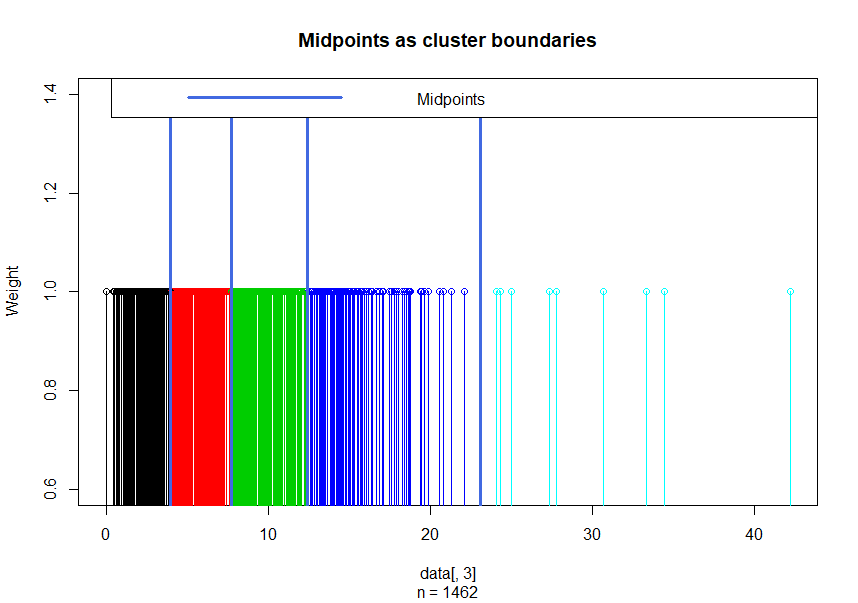 Midpoints as cluster boundaries
Midpoints
Weight
1.4
1.2
1.0
0.8
0.6
0 10 20 30 40
data[, 3]
n = 1462